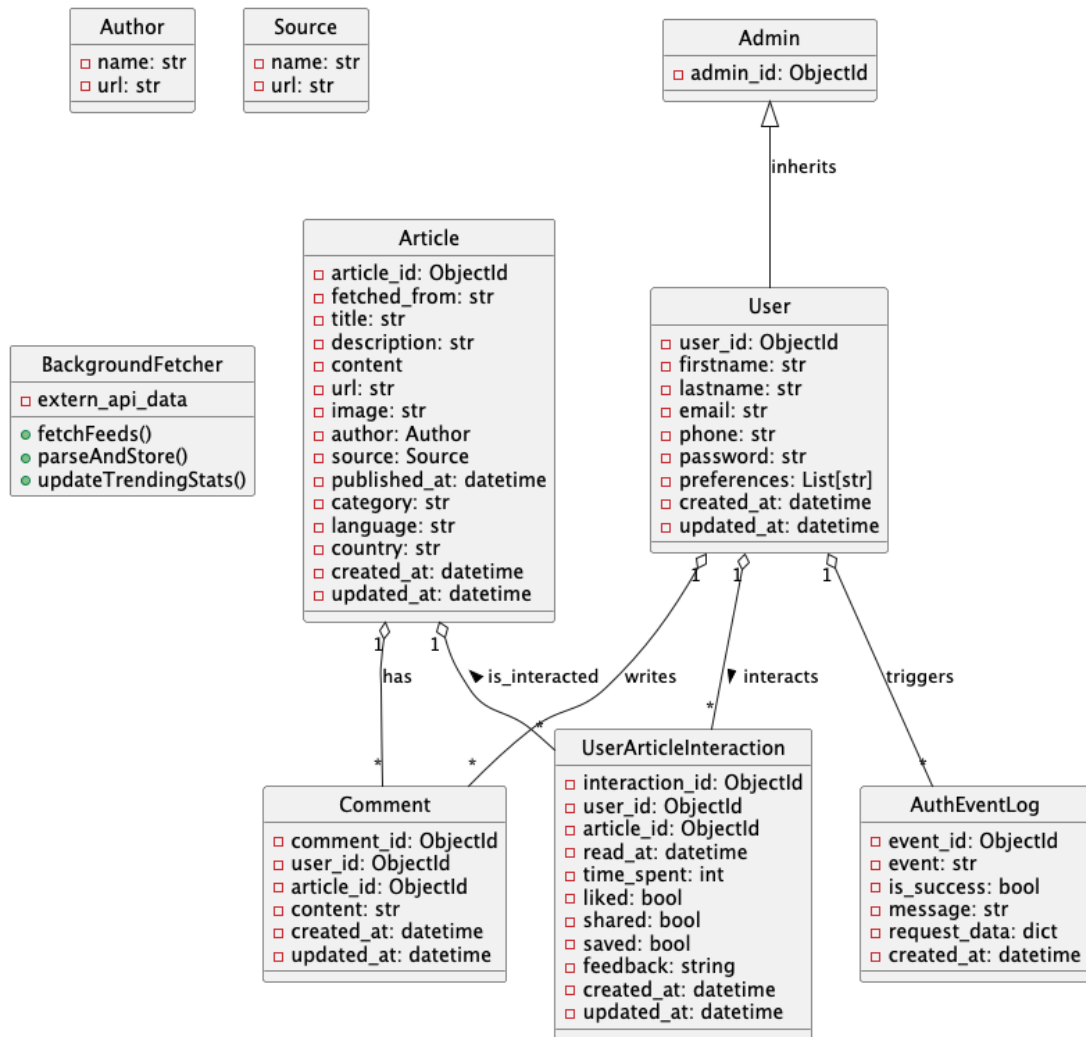 Author
name: str
url: str
Source
name: str
url: str
Admin
admin_id: ObjectId
inherits
Article
article_id: ObjectId
fetched_from: str
title: str
description: str
content
url: str
image: str
author: Author
source: Source
published_at: datetime
category: str
language: str
country: str
created_at: datetime
updated_at: datetime
User
user_id: ObjectId
firstname: str
lastname: str
email: str
phone: str
password: str
preferences: List[str]
created_at: datetime
updated_at: datetime
BackgroundFetcher
extern_api_data
fetchFeeds()
parseAndStore()
updateTrendingStats()
1
1
1
1
1
has
is_interacted
writes
interacts
triggers
*
*
*
*
*
Comment
comment_id: ObjectId
user_id: ObjectId
article_id: ObjectId
content: str
created_at: datetime
updated_at: datetime
UserArticleInteraction
interaction_id: ObjectId
user_id: ObjectId
article_id: ObjectId
read_at: datetime
time_spent: int
liked: bool
shared: bool
saved: bool
feedback: string
created_at: datetime
updated_at: datetime
AuthEventLog
event_id: ObjectId
event: str
is_success: bool
message: str
request_data: dict
created_at: datetime